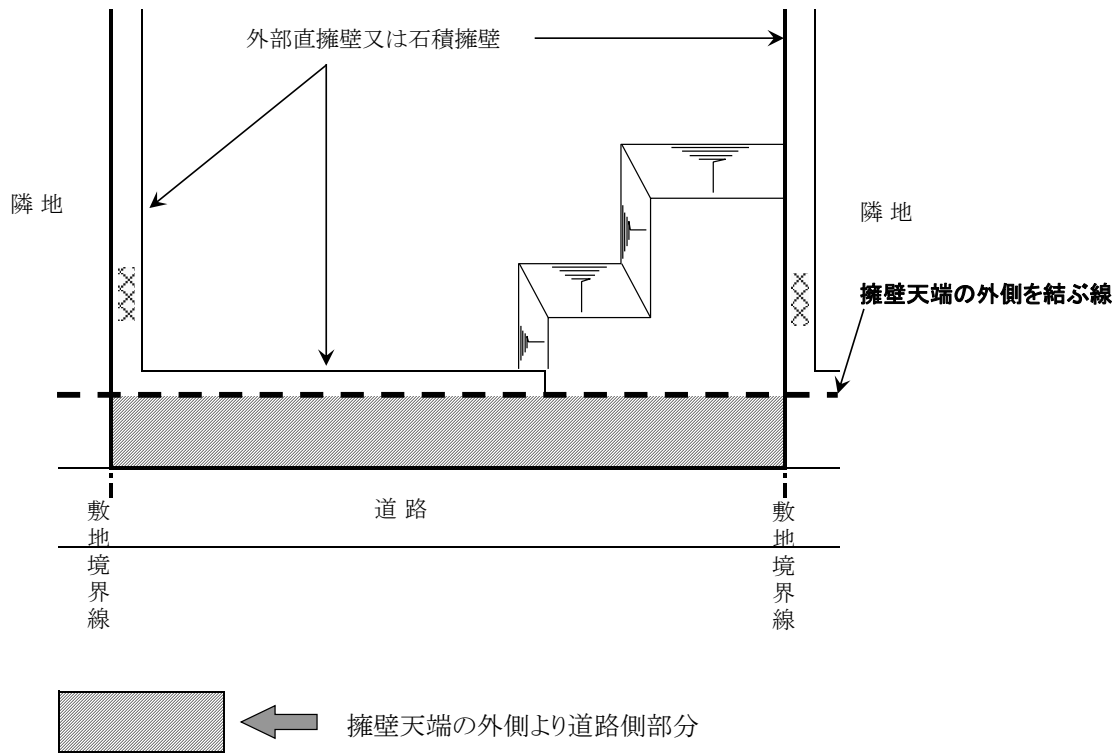 外部直擁壁又は石積擁壁
隣 地
隣 地
擁壁天端の外側を結ぶ線
道 路
敷地境界線
敷地境界線
擁壁天端の外側より道路側部分